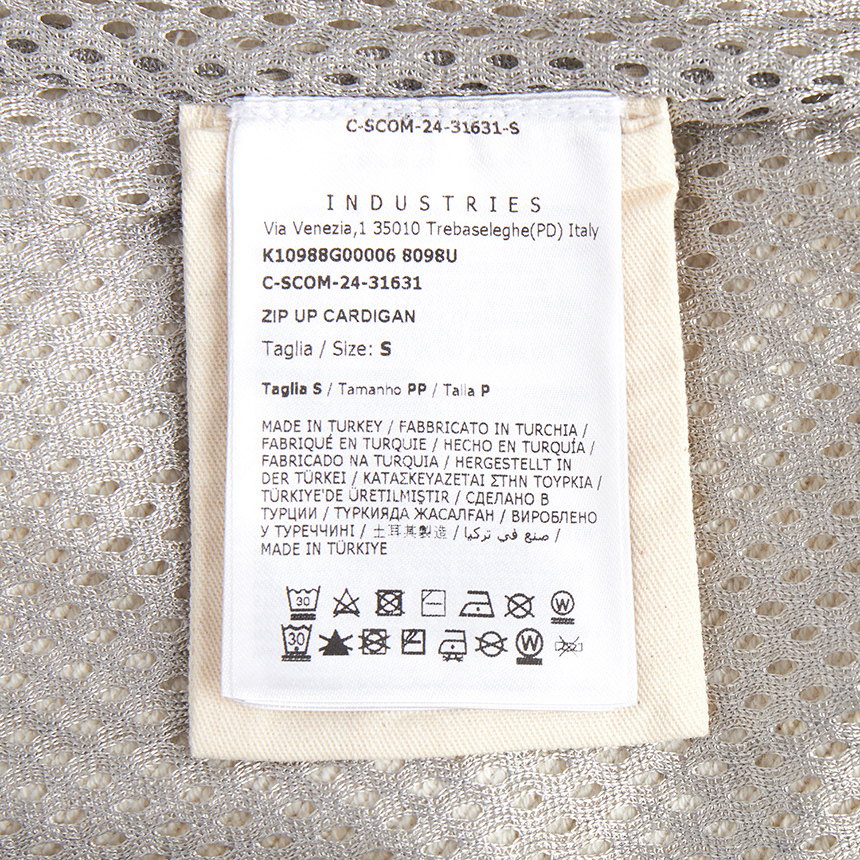 C-SCOM-24-31631-S
INDUSTRIES
Via Venezia,1 35010 Trebaseleghe(PD) Italy
K10988G00006 8098U
C-SCOM-24-31631
ZIP UP CARDIGAN
Taglia / Size: S
Taglia S / Tamanho PP / Talla P
MADE IN TURKEY / FABBRICATO IN TURCHIA /
FABRIQUÉ EN TURQUIE / HECHO EN TURQUÍA /
FABRICADO NA TURQUIA / HERGESTELLT IN
DER TÜRKEI / ΚΑΤΑΣΚΕΥΑΖΕΤΑΙ ΣΤΗΝ ΤΟΥΡΚΙΑ /
TÜRKİYE'DE ÜRETILMIŞTIR / СДЕЛАНО В
ТУРЦИИ / ТУРКИЯДА ЖАСАЛҒАН / ВИРОБЛЕНО
У ТУРЕЧЧИНІ / 土耳其製造 / صنع في تركيا /
MADE IN TÜRKIYE
30 W
30 W